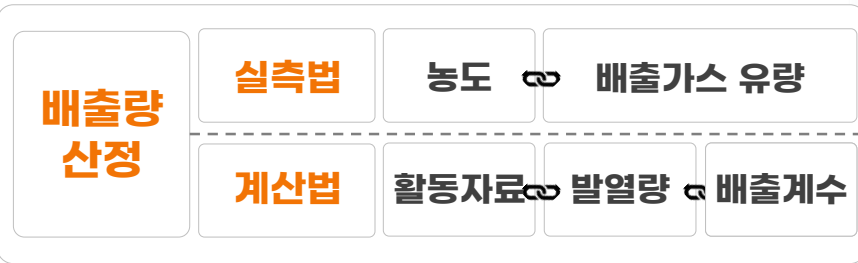 배출량
산정
실측법
농도
배출가스 유량
계산법
활동자료
발열량
배출계수